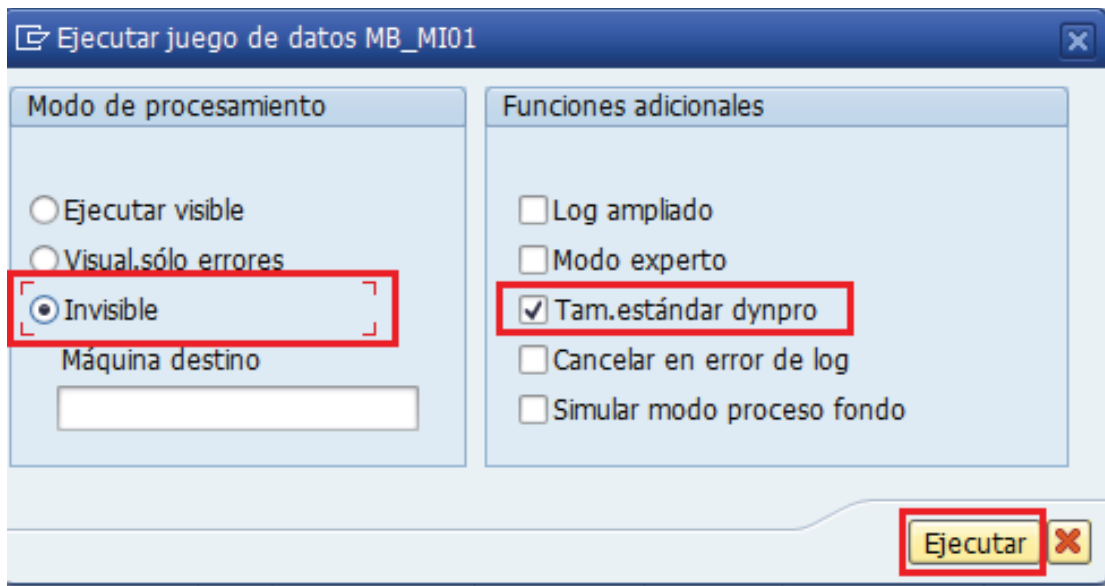 Ejecutar juego de datos MB_MI01
Modo de procesamiento
Ejecutar visible
Visual.sólo errores
Invisible
Máquina destino
Funciones adicionales
Log ampliado
Modo experto
Tam.estándar dynpro
Cancelar en error de log
Simular modo proceso fondo
Ejecutar